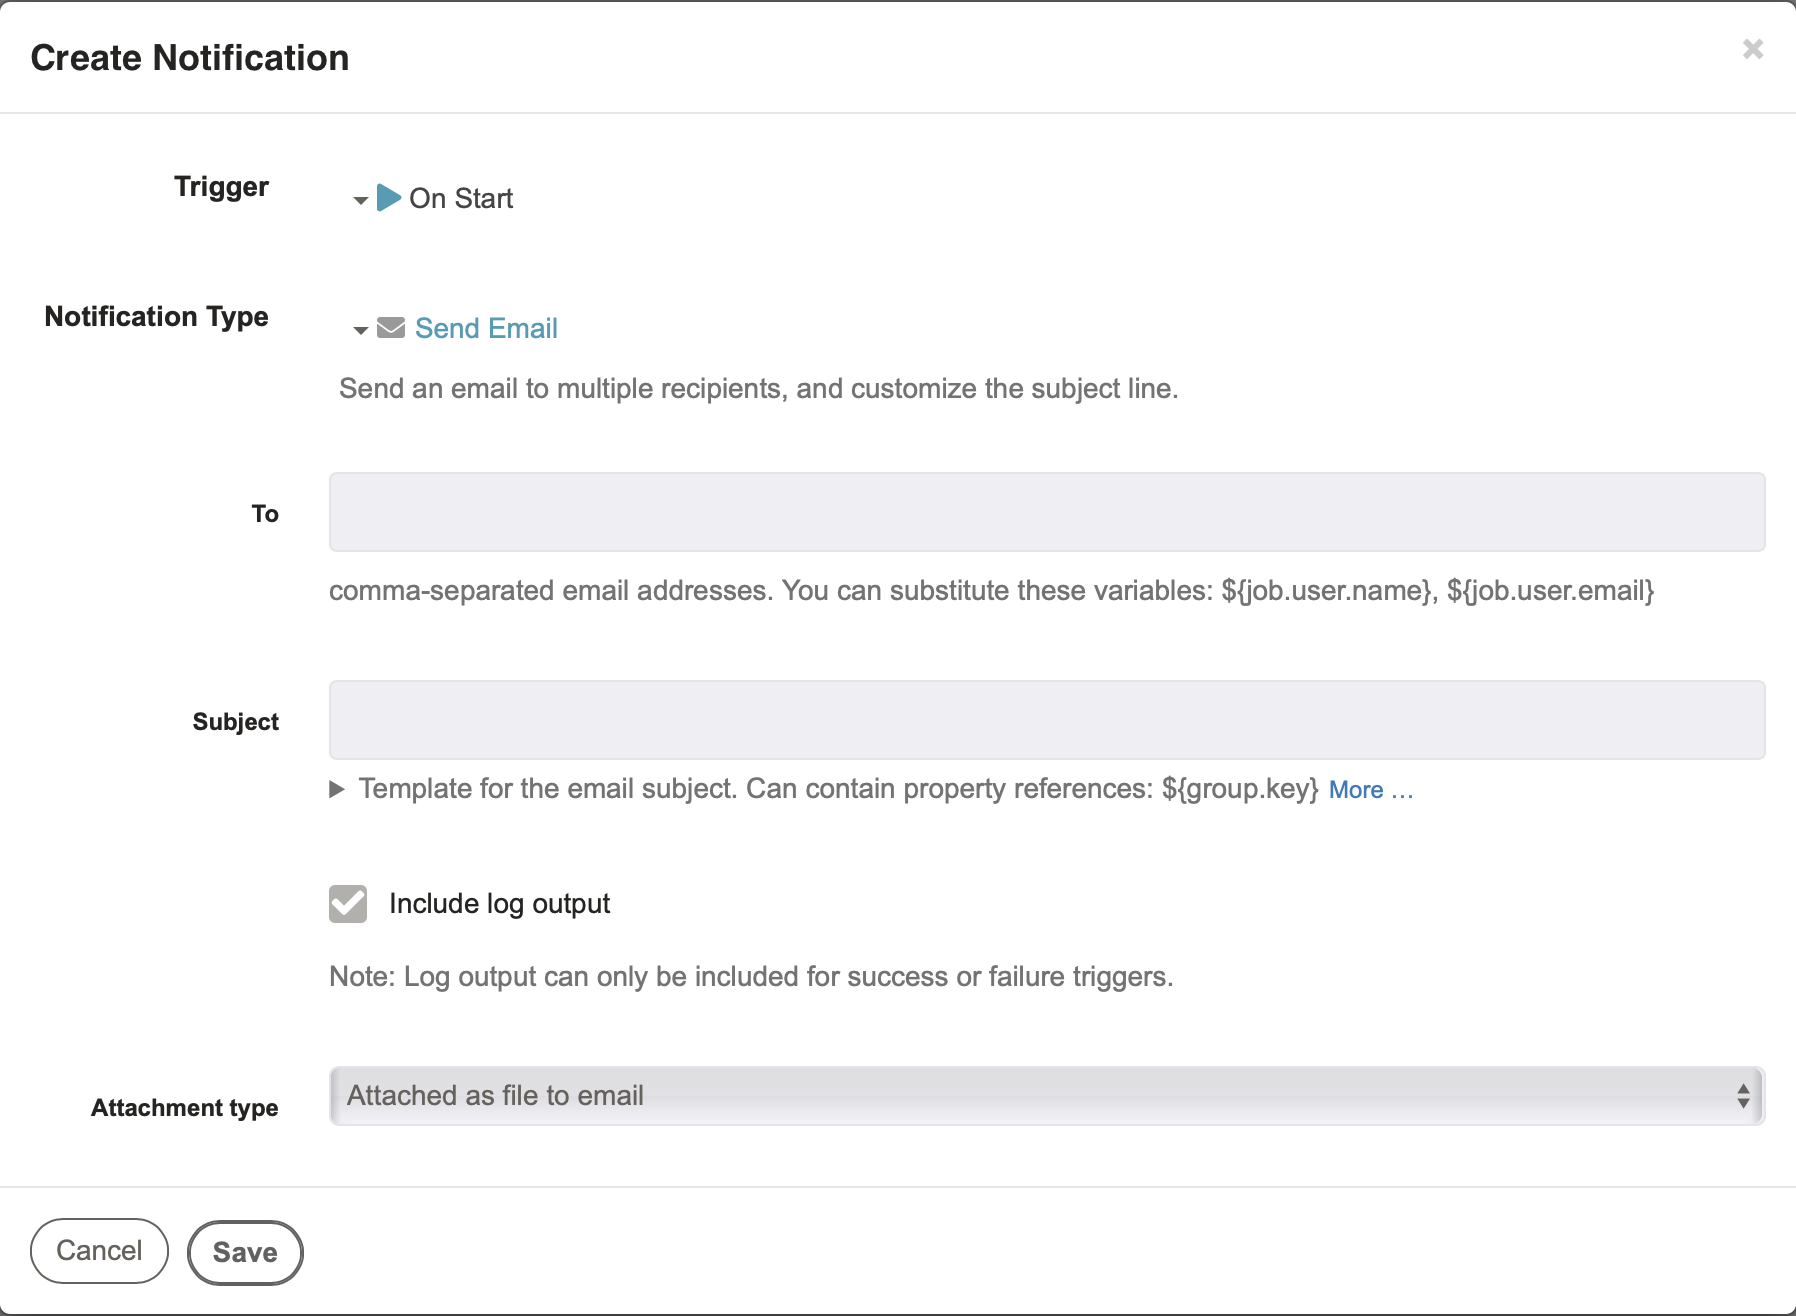 Create Notification
Trigger
On Start
Notification Type
Send Email
Send an email to multiple recipients, and customize the subject line.
To
comma-separated email addresses. You can substitute these variables: ${job.user.name}, ${job.user.email}
Subject
Template for the email subject. Can contain property references: ${group.key} More ...
Include log output
Note: Log output can only be included for success or failure triggers.
Attachment type
Attached as file to email
Cancel
Save